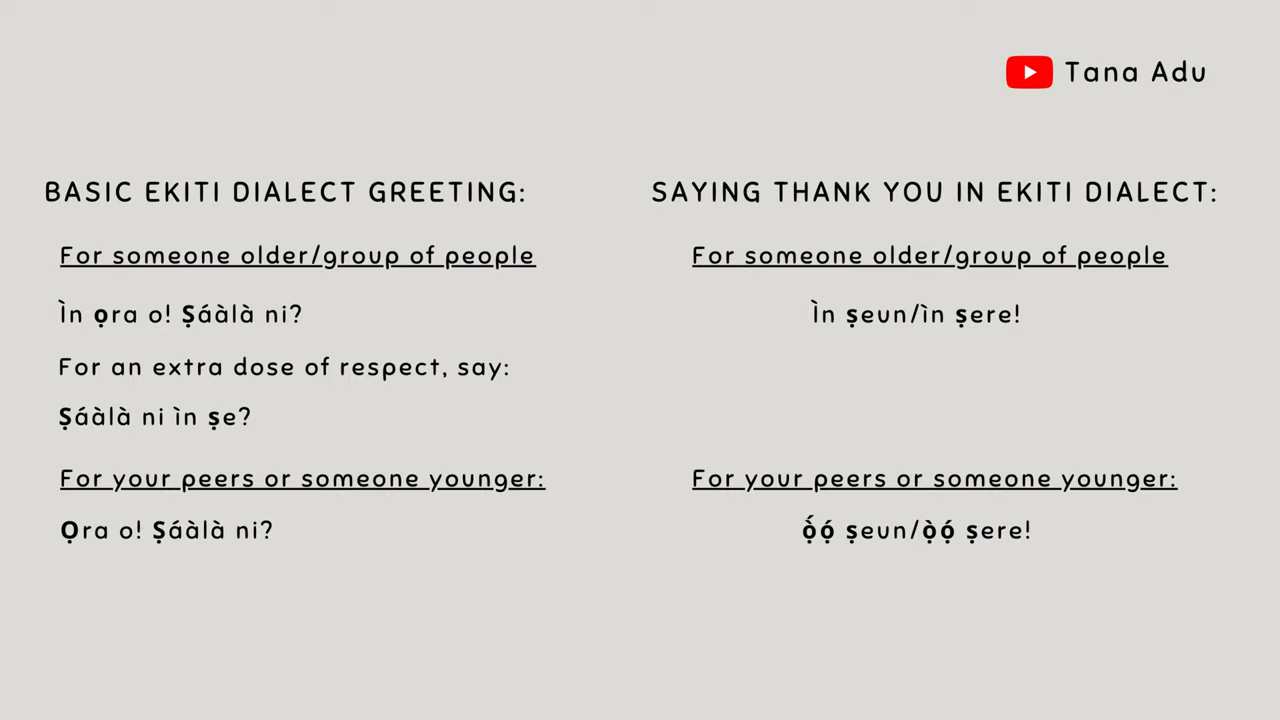 Tana Adu
BASIC EKITI DIALECT GREETING:
For someone older/group of people
Ìn ọra o! Ṣáàlà ni?
For an extra dose of respect, say:
Ṣáàlà ni ìn ṣe?
For your peers or someone younger:
Ọra o! Ṣáàlà ni?
SAYING THANK YOU IN EKITI DIALECT:
For someone older/group of people
Ìn ṣeun/ìn ṣere!
For your peers or someone younger:
ọ̣́ọ́ ṣeun/ọ̀ọ́ ṣere!